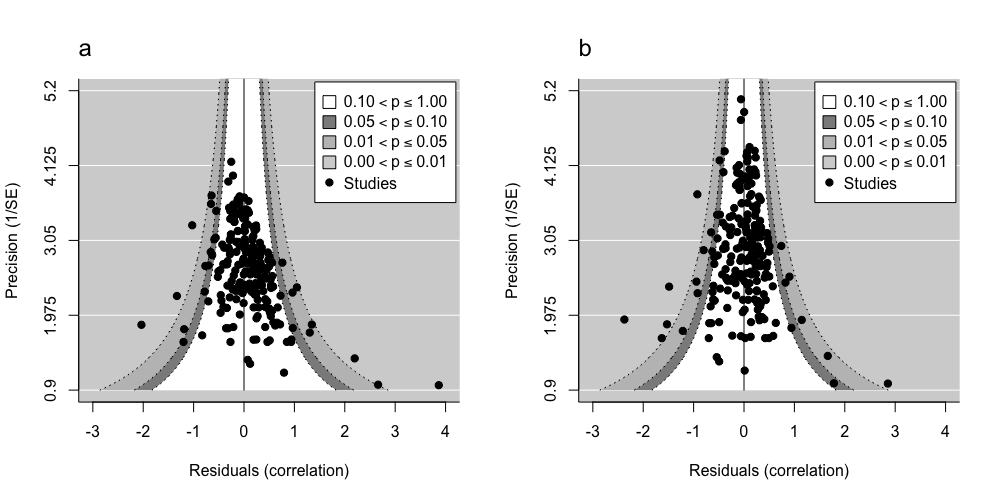 a
Precision (1/SE)
5.2
4.125
3.05
1.975
0.9
0.10 < p ≤ 1.00
0.05 < p ≤ 0.10
0.01 < p ≤ 0.05
0.00 < p ≤ 0.01
Studies
-3 -2 -1 0 1 2 3 4
Residuals (correlation)
b
Precision (1/SE)
5.2
4.125
3.05
1.975
0.9
0.10 < p ≤ 1.00
0.05 < p ≤ 0.10
0.01 < p ≤ 0.05
0.00 < p ≤ 0.01
Studies
-3 -2 -1 0 1 2 3 4
Residuals (correlation)